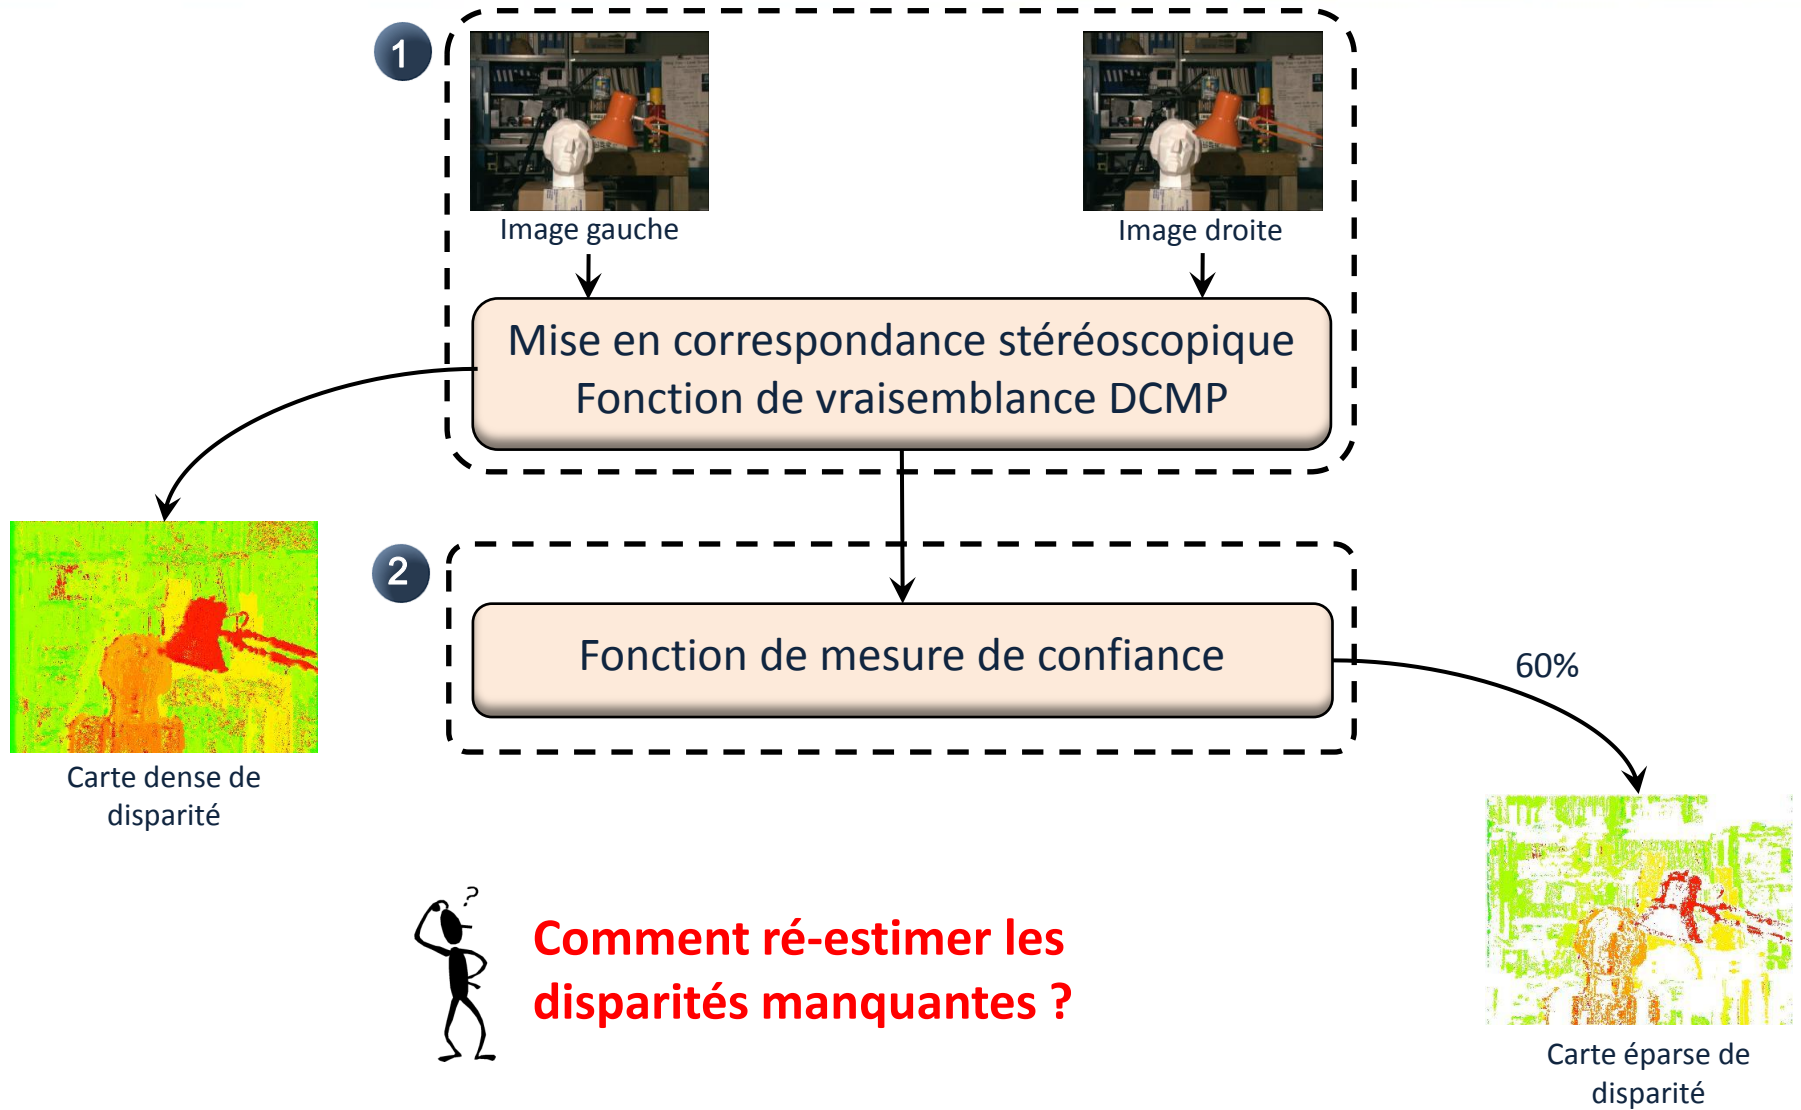 1
Image gauche
Image droite
Mise en correspondance stéréoscopique
Fonction de vraisemblance DCMP
2
Fonction de mesure de confiance
60%
Carte dense de
disparité
?
Comment ré-estimer les
disparités manquantes ?
Carte éparse de
disparité